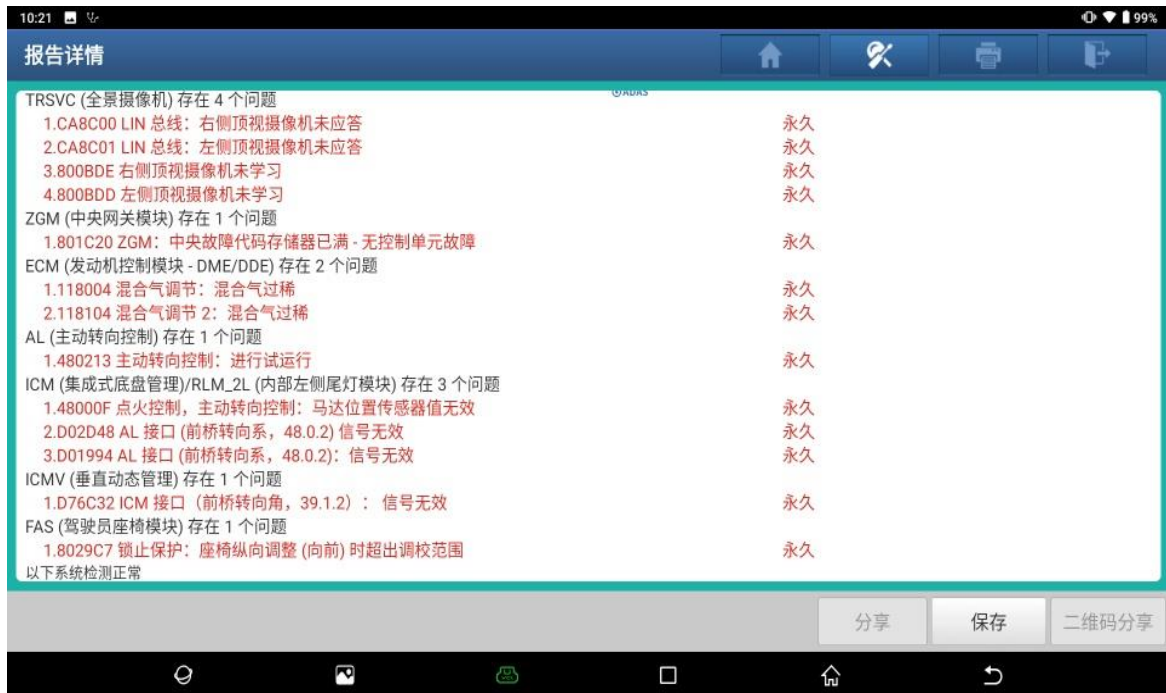 10:21
99%
报告详情
ADAS
TRSVC (全景摄像机) 存在 4 个问题
1.CA8C00 LIN 总线：右侧顶视摄像机未应答 永久
2.CA8C01 LIN 总线：左侧顶视摄像机未应答 永久
3.800BDE 右侧顶视摄像机未学习 永久
4.800BDD 左侧顶视摄像机未学习 永久
ZGM (中央网关模块) 存在 1 个问题
1.801C20 ZGM：中央故障代码存储器已满 - 无控制单元故障 永久
ECM (发动机控制模块 - DME/DDE) 存在 2 个问题
1.118004 混合气调节：混合气过稀 永久
2.118104 混合气调节 2：混合气过稀 永久
AL (主动转向控制) 存在 1 个问题
1.480213 主动转向控制：进行试运行 永久
ICM (集成式底盘管理)/RLM_2L (内部左侧尾灯模块) 存在 3 个问题
1.48000F 点火控制，主动转向控制：马达位置传感器值无效 永久
2.D02D48 AL 接口 (前桥转向系，48.0.2) 信号无效 永久
3.D01994 AL 接口 (前桥转向系，48.0.2)：信号无效 永久
ICMV (垂直动态管理) 存在 1 个问题
1.D76C32 ICM 接口（前桥转向角，39.1.2）： 信号无效 永久
FAS (驾驶员座椅模块) 存在 1 个问题
1.8029C7 锁止保护：座椅纵向调整 (向前) 时超出调校范围 永久
以下系统检测正常
分享
保存
二维码分享